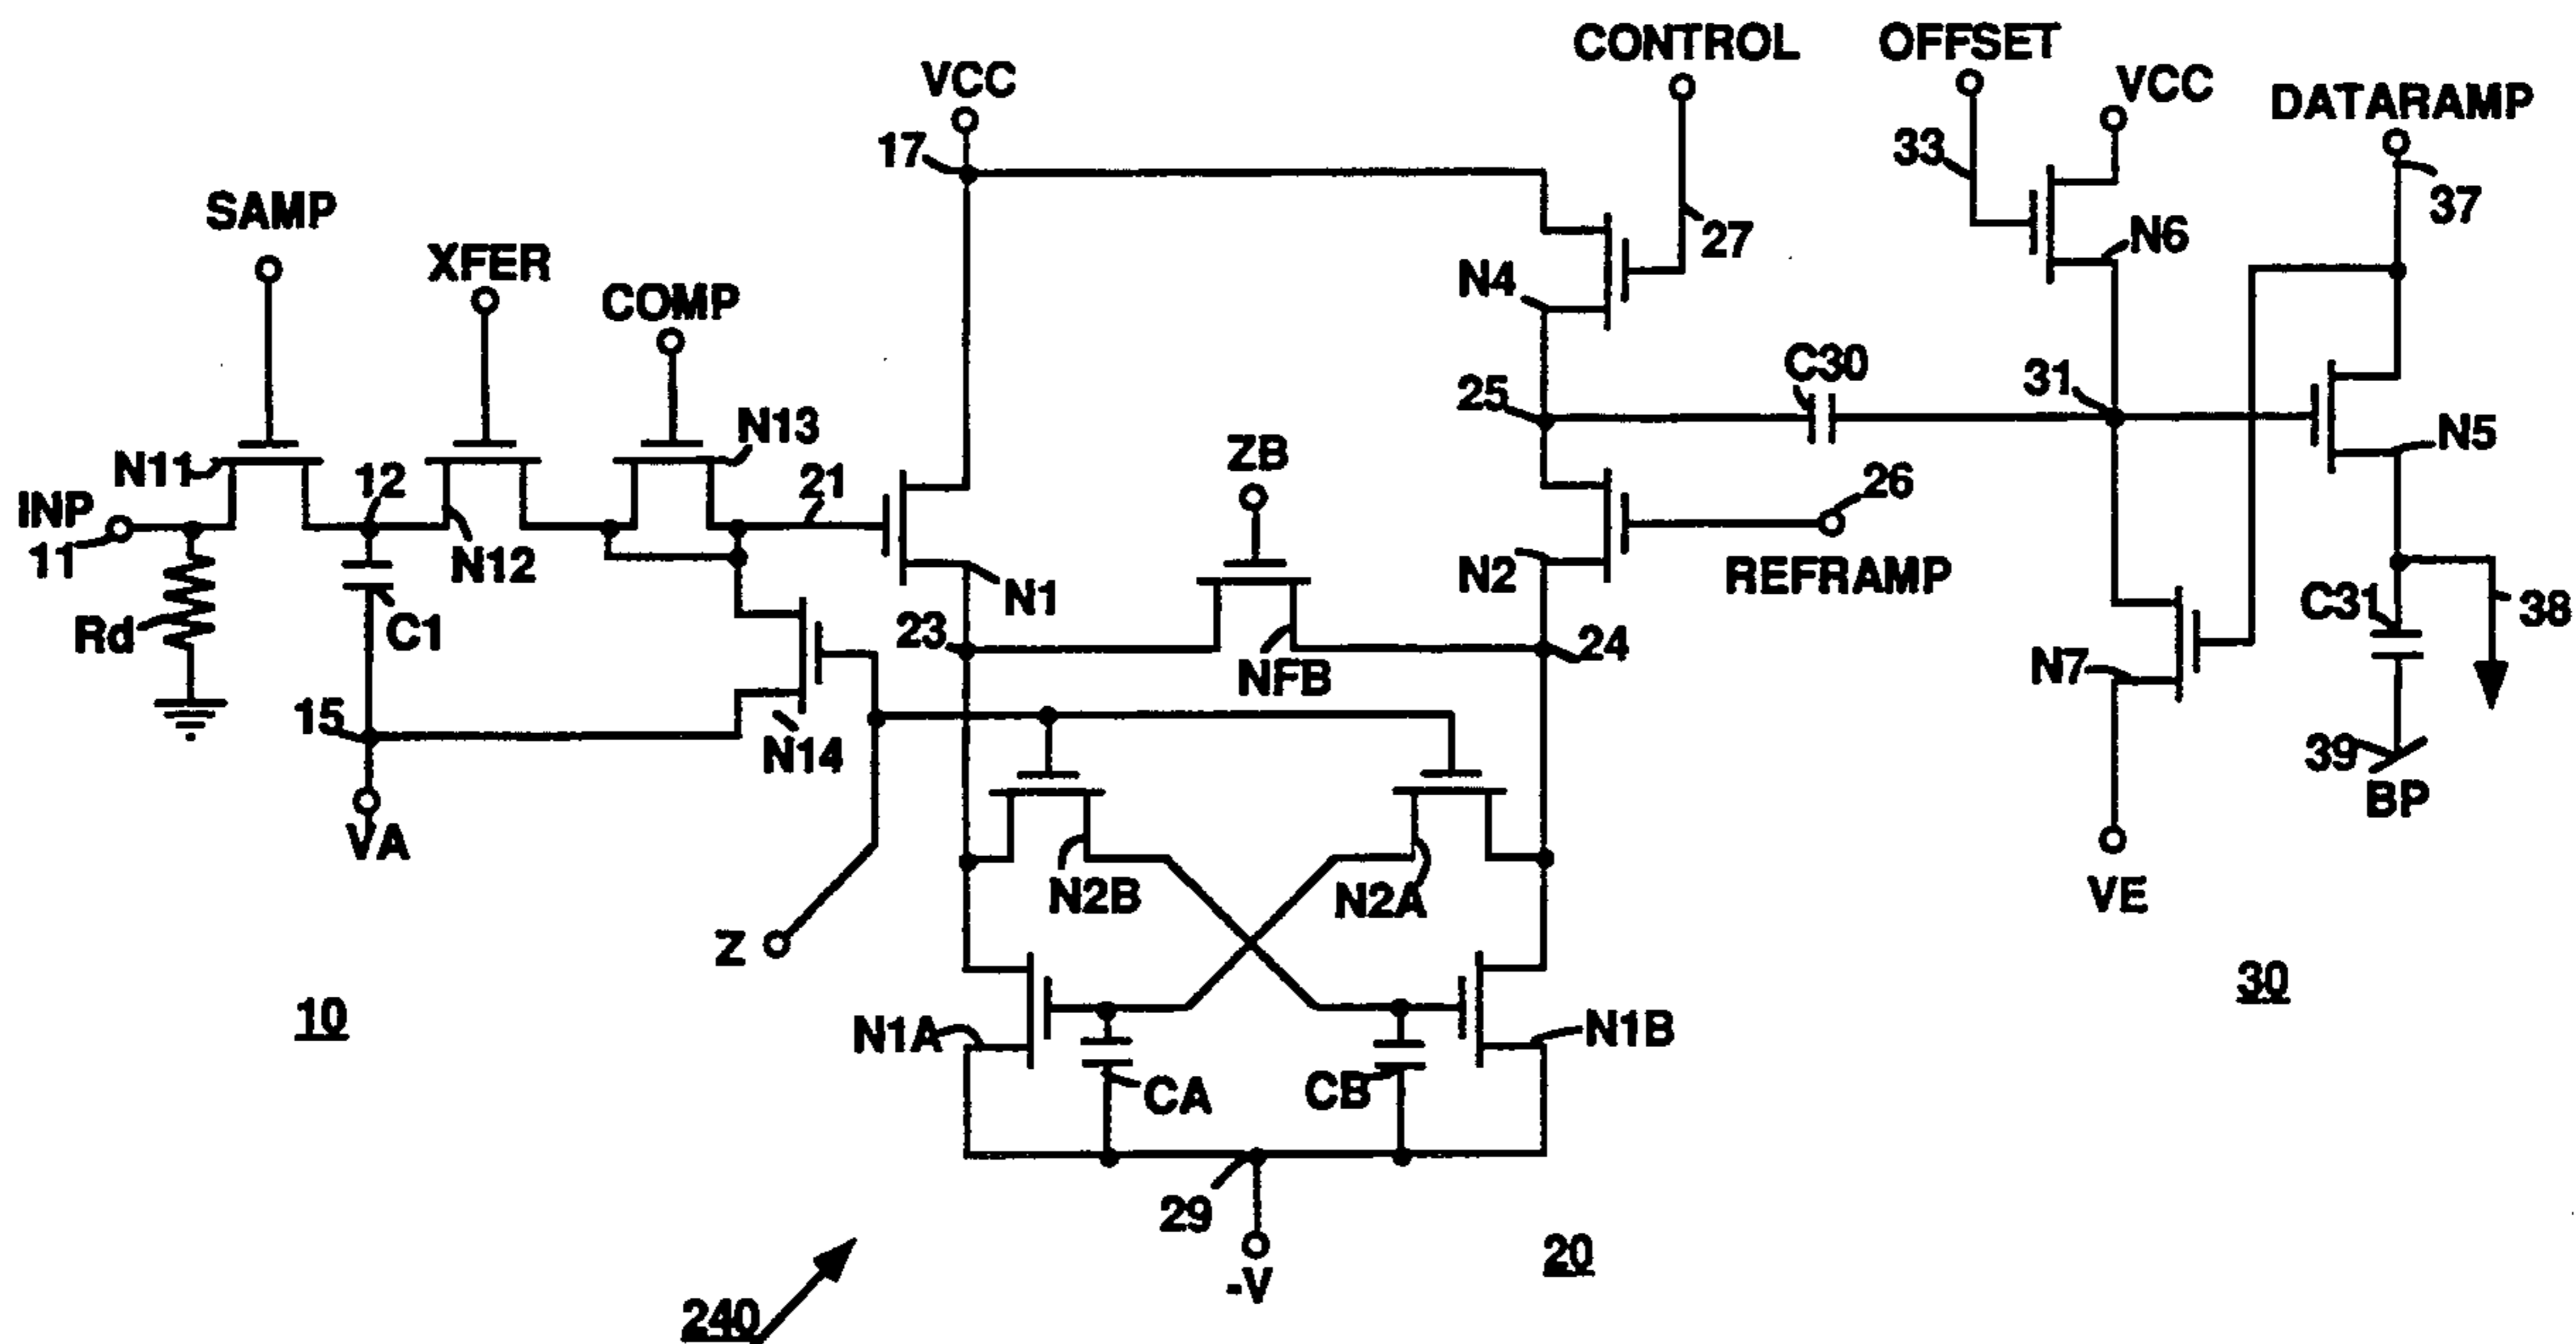 CONTROL
OFFSET
VCC
VCC
DATARAMP
17
33
37
SAMP
27
N6
XFER
N4
COMP
C30
31
25
N13
N5
N11
12
21
ZB
26
INP
11
N12
N1
N2
REFRAMP
Rd
C1
23
24
C31
38
NFB
N7
15
N14
39
BP
VA
N2B
N2A
VE
Z
30
10
N1A
N1B
CA
CB
29
20
-V
240